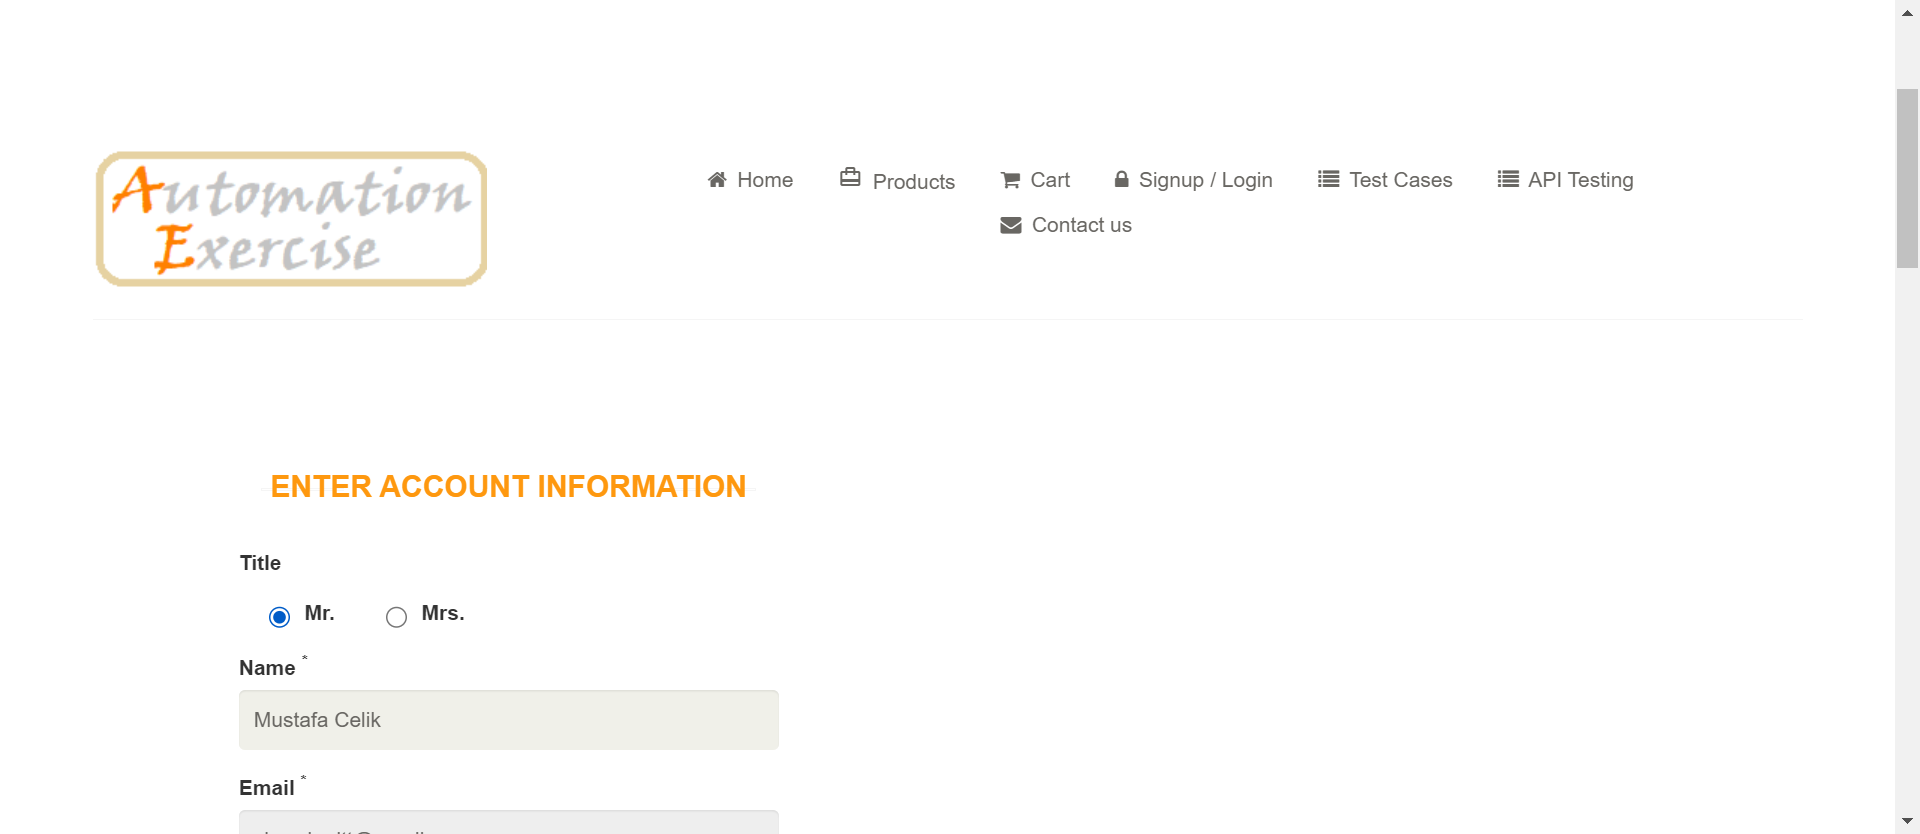 Automation
Exercise
Home Products Cart Signup / Login Test Cases API Testing
Contact us
ENTER ACCOUNT INFORMATION
Title
Mr. Mrs.
Name *
Mustafa Celik
Email *